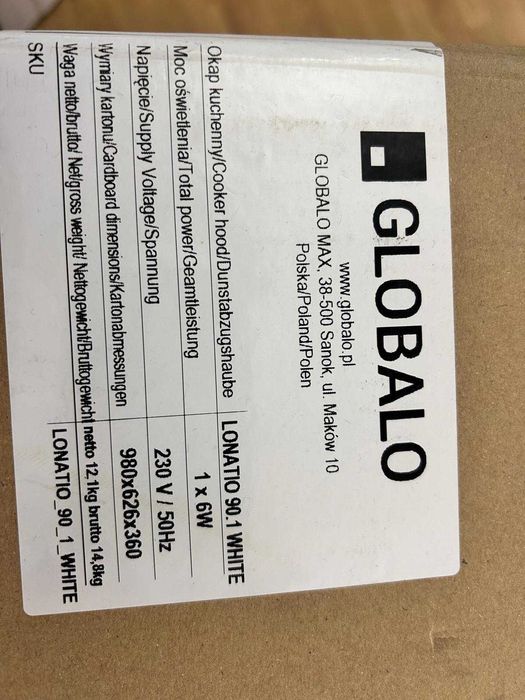 GLOBALO
www.globalo.pl
GLOBALO MAX, 38-500 Sanok, ul. Maków 10
Polska/Poland/Polen
Okap kuchenny/Cooker hood/Dunstabzugshaube LONATIO 90.1 WHITE
Moc oświetlenia/Total power/Geamtleistung 1 x 6W
Napięcie/Supply Voltage/Spannung 230 V / 50Hz
Wymiary kartonu/Cardboard dimensions/Kartonabmessungen 980x626x360
Waga netto/brutto/ Net/gross weight/ Nettogewicht/Bruttogewicht netto 12,1kg brutto 14,8kg
SKU LONATIO_90_1_WHITE